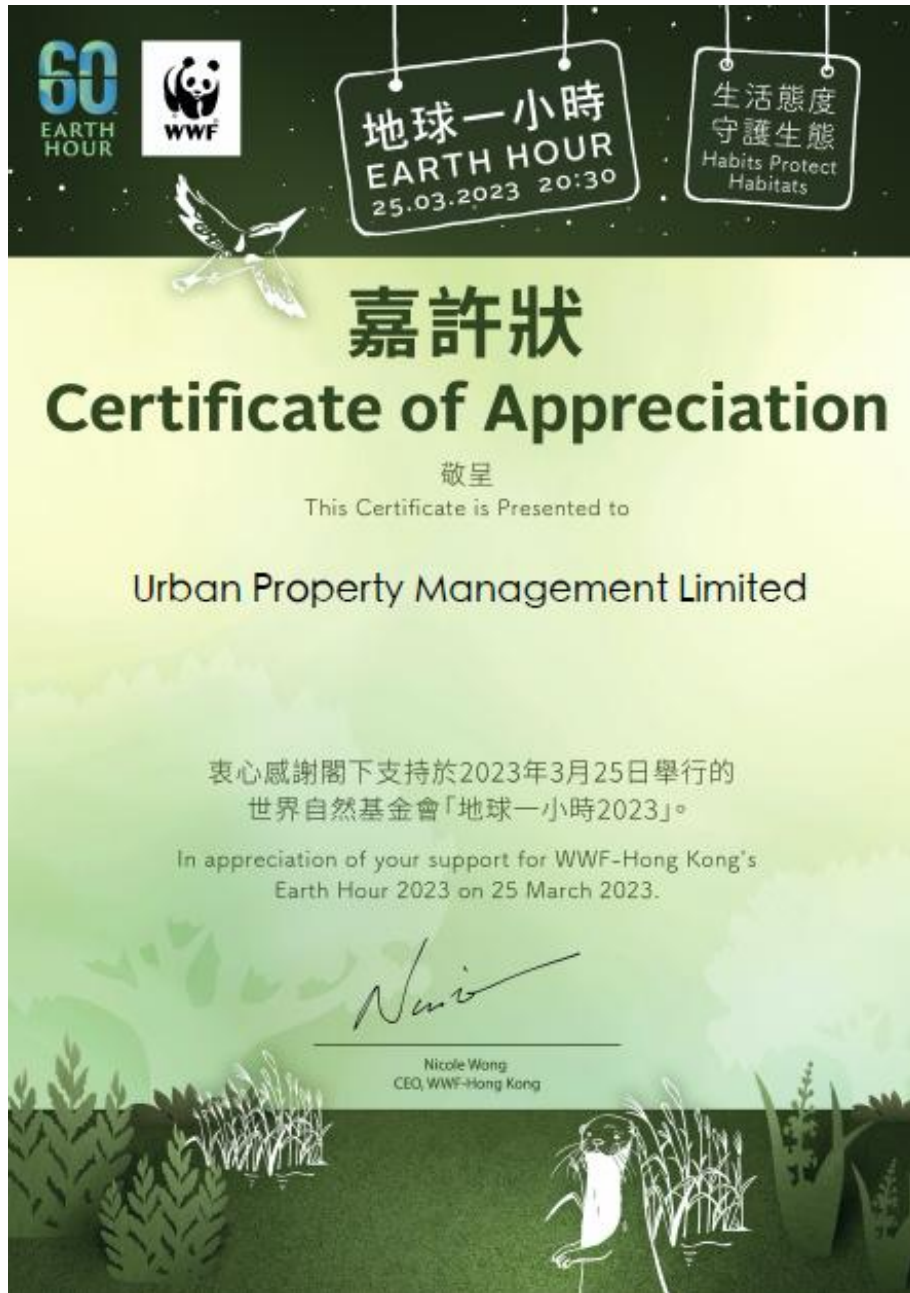 60
EARTH
HOUR
WWF
地球一小時
EARTH HOUR
25.03.2023 20:30
生活態度
守護生態
Habits Protect
Habitats
嘉許狀
Certificate of Appreciation
敬呈
This Certificate is Presented to
Urban Property Management Limited
衷心感謝閣下支持於2023年3月25日舉行的
世界自然基金會「地球一小時2023」。
In appreciation of your support for WWF-Hong Kong's
Earth Hour 2023 on 25 March 2023.
Nicole Wong
CEO, WWF-Hong Kong